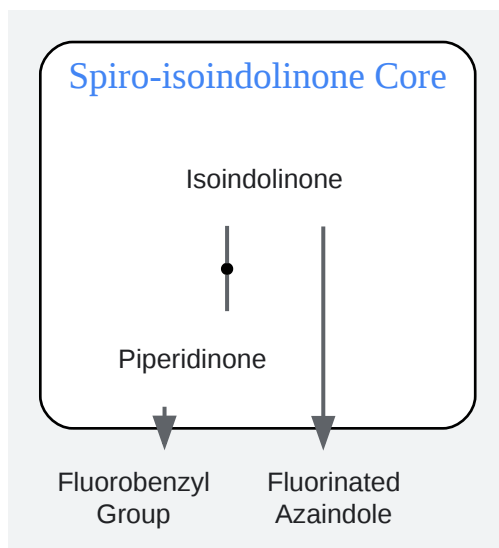 Spiro-isoindolinone Core
Isoindolinone
Piperidinone
Fluorobenzyl
Group
Fluorinated
Azaindole